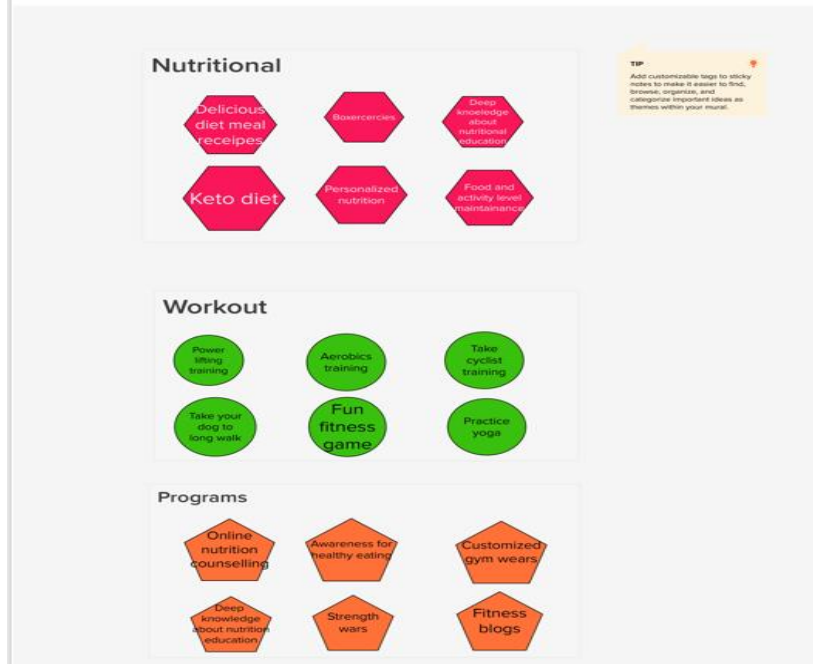 Nutritional
Delicious
diet meal
receipes
Boxercercies
Deep
knoeledge
about
nutritional
education
Keto diet
Personalized
nutrition
Food and
activity level
maintainance
TIP
Add customizable tags to sticky
notes to make it easier to find,
browse, organize, and
categorize important ideas as
themes within your mural.
Workout
Power
lifting
training
Aerobics
training
Take
cyclist
training
Take your
dog to
long walk
Fun
fitness
game
Practice
yoga
Programs
Online
nutrition
counselling
Awareness for
healthy eating
Customized
gym wears
Deep
knowledge
about nutrition
education
Strength
wars
Fitness
blogs